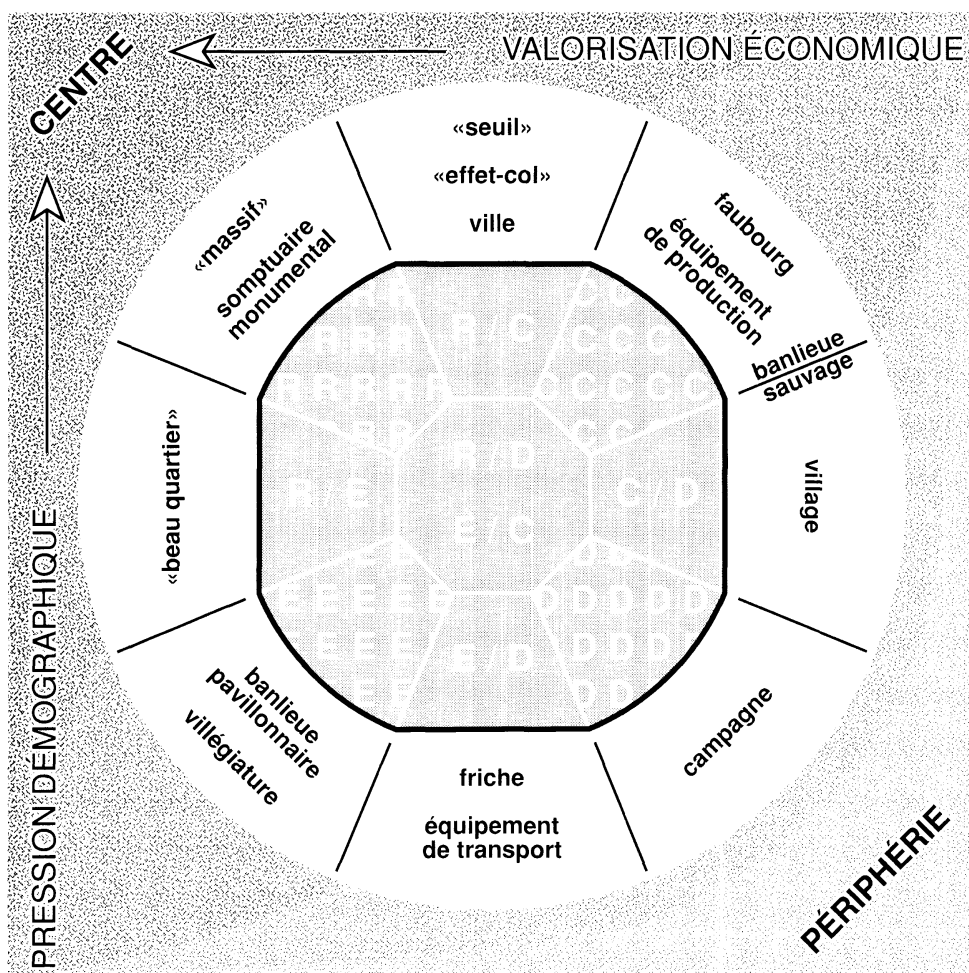 CENTRE
VALORISATION ÉCONOMIQUE
PRESSION DÉMOGRAPHIQUE
PÉRIPHÉRIE
«seuil»
«effet-col»
ville
faubourg
équipement
de production
banlieue
sauvage
village
campagne
friche
équipement
de transport
banlieue
pavillonnaire
villégiature
«beau quartier»
«massif»
somptuaire
monumental
R/C
R/D
R/E
C/D
E/C
E/D